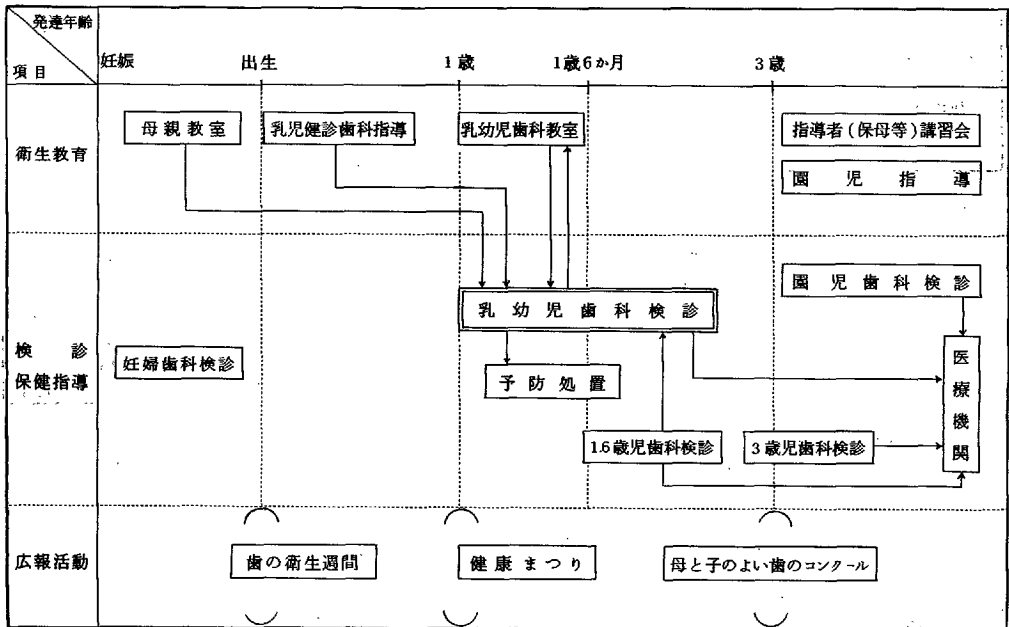 発達年齢
項目
妊娠 出生 1歳 1歳6か月 3歳
母親教室 乳児健診歯科指導 乳幼児歯科教室 指導者(保母等)講習会
衛生教育
園児指導
園児歯科検診
乳幼児歯科検診
検診
保健指導
妊婦歯科検診
予防処置
医療機関
1.6歳児歯科検診 3歳児歯科検診
広報活動 歯の衛生週間 健康まつり 母と子のよい歯のコンクール